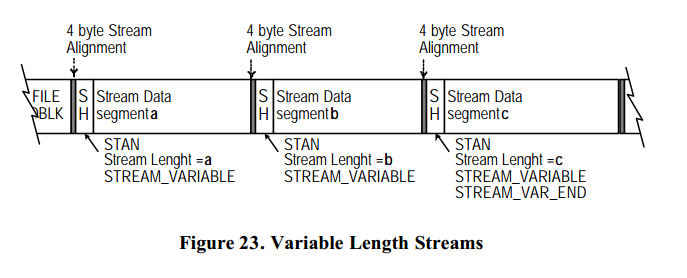 4 byte Stream
Alignment
4 byte Stream
Alignment
4 byte Stream
Alignment
FILE
DBLK
S
H
Stream Data
segment a
S
H
Stream Data
segment b
S
H
Stream Data
segment c
STAN
Stream Lenght =a
STREAM_VARIABLE
STAN
Stream Lenght =b
STREAM_VARIABLE
STAN
Stream Lenght =c
STREAM_VARIABLE
STREAM_VAR_END
Figure 23. Variable Length Streams